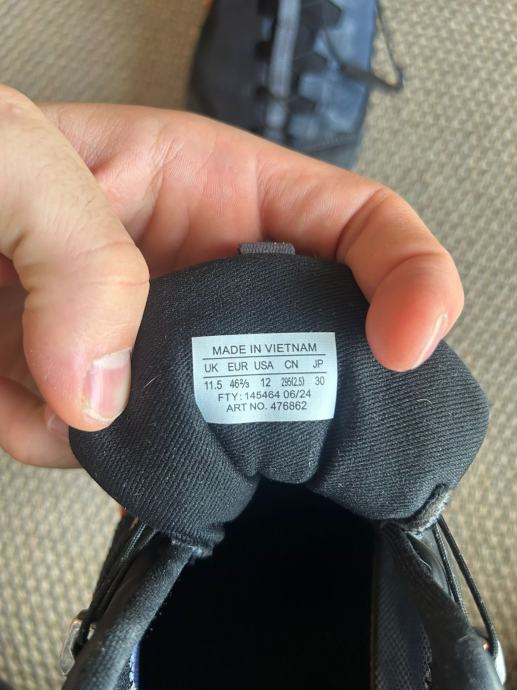 MADE IN VIETNAM
UK EUR USA CN JP
11.5 46⅔ 12 295(2.5) 30
FTY: 145464 06/24
ART NO. 476862